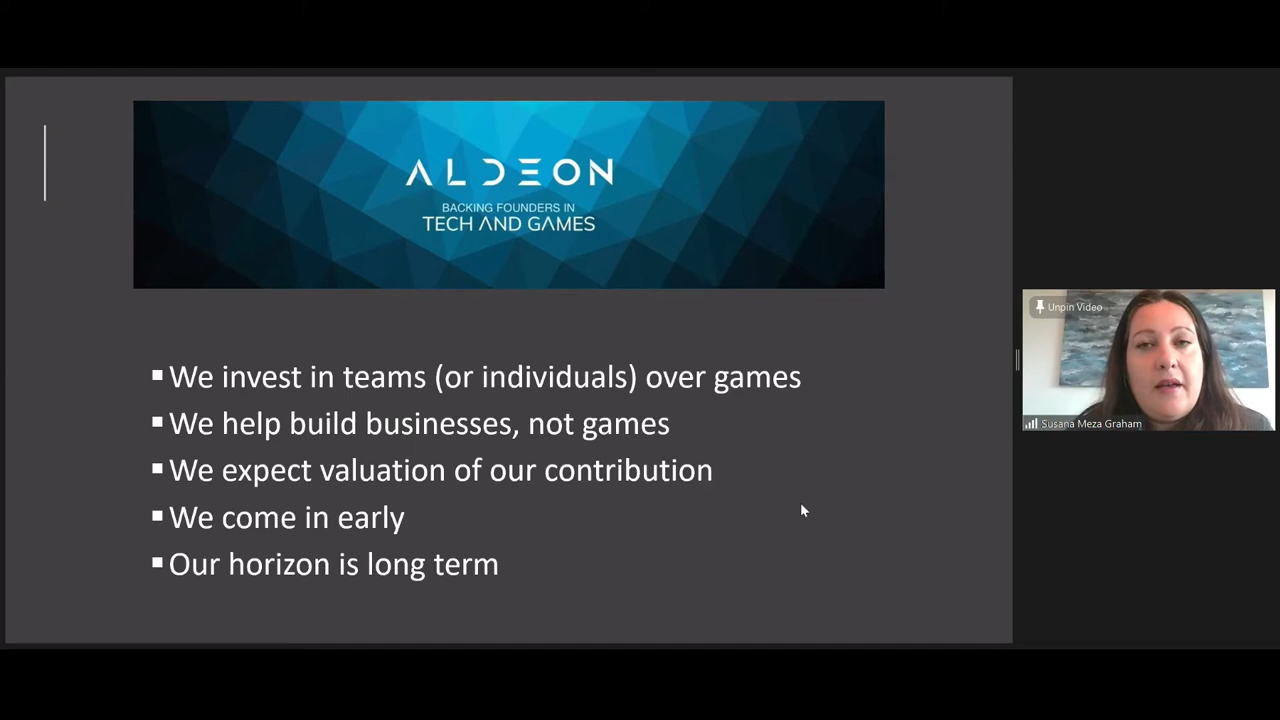 ALDEON
BACKING FOUNDERS IN
TECH AND GAMES
We invest in teams (or individuals) over games
We help build businesses, not games
We expect valuation of our contribution
We come in early
Our horizon is long term
Unpin Video
Susana Meza Graham